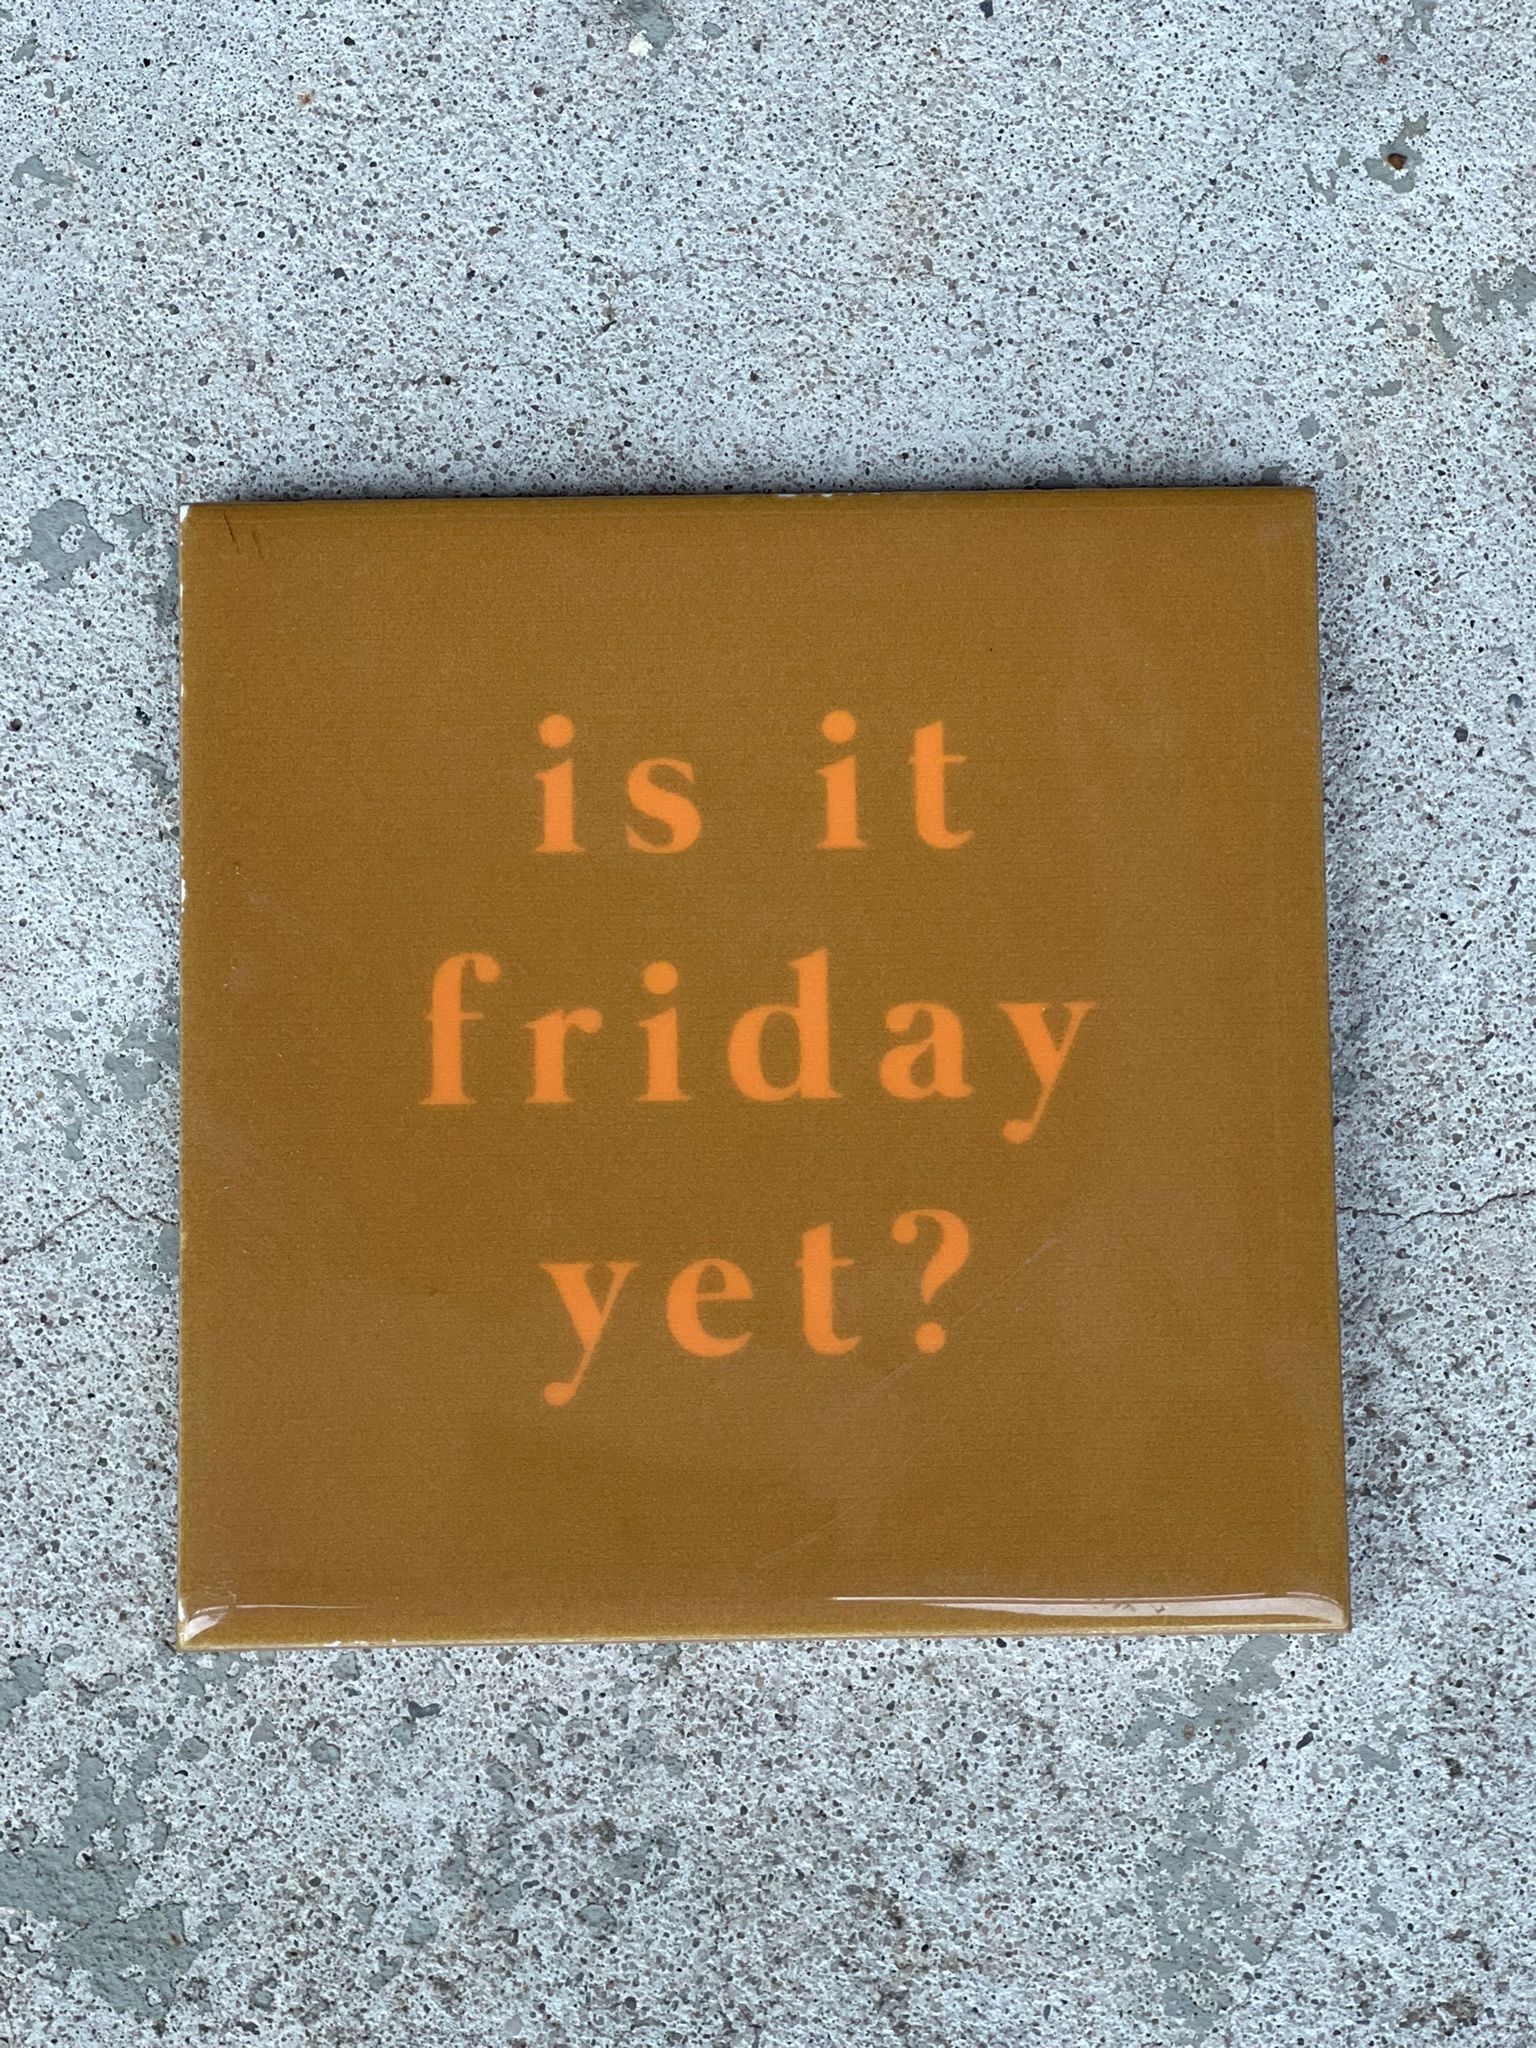 is it
friday
yet?